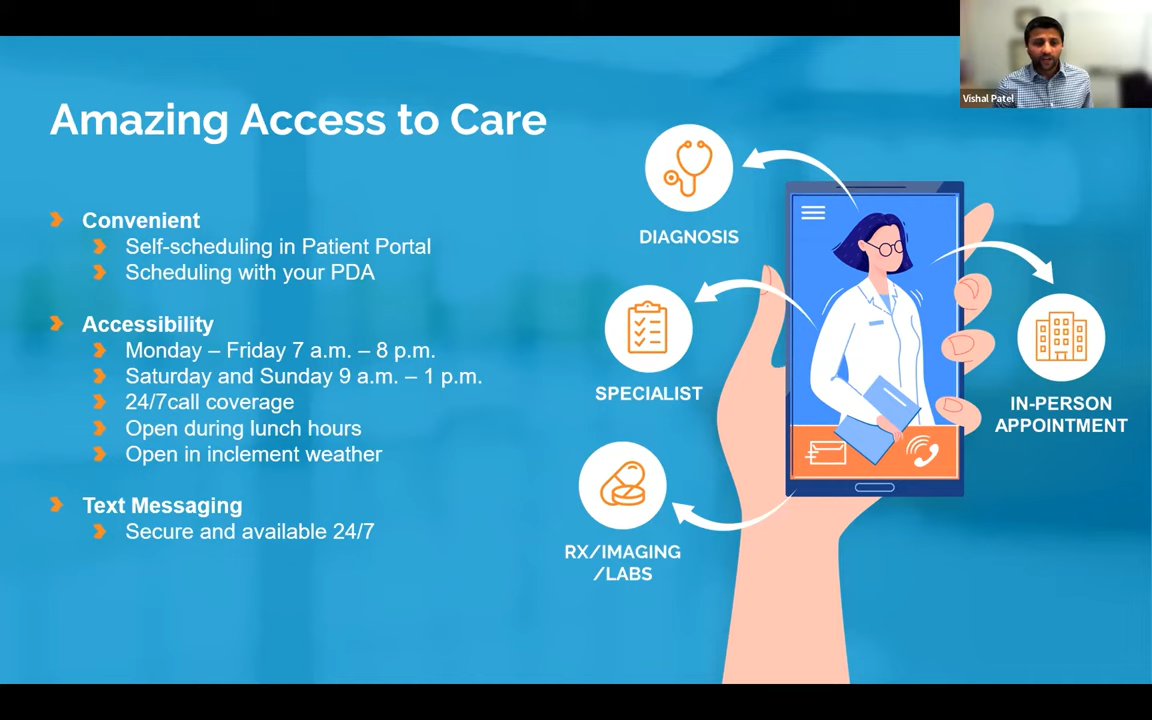 Vishal Patel
Amazing Access to Care
Convenient
Self-scheduling in Patient Portal
Scheduling with your PDA
Accessibility
Monday – Friday 7 a.m. – 8 p.m.
Saturday and Sunday 9 a.m. – 1 p.m.
24/7call coverage
Open during lunch hours
Open in inclement weather
Text Messaging
Secure and available 24/7
DIAGNOSIS
SPECIALIST
RX/IMAGING
/LABS
IN-PERSON
APPOINTMENT